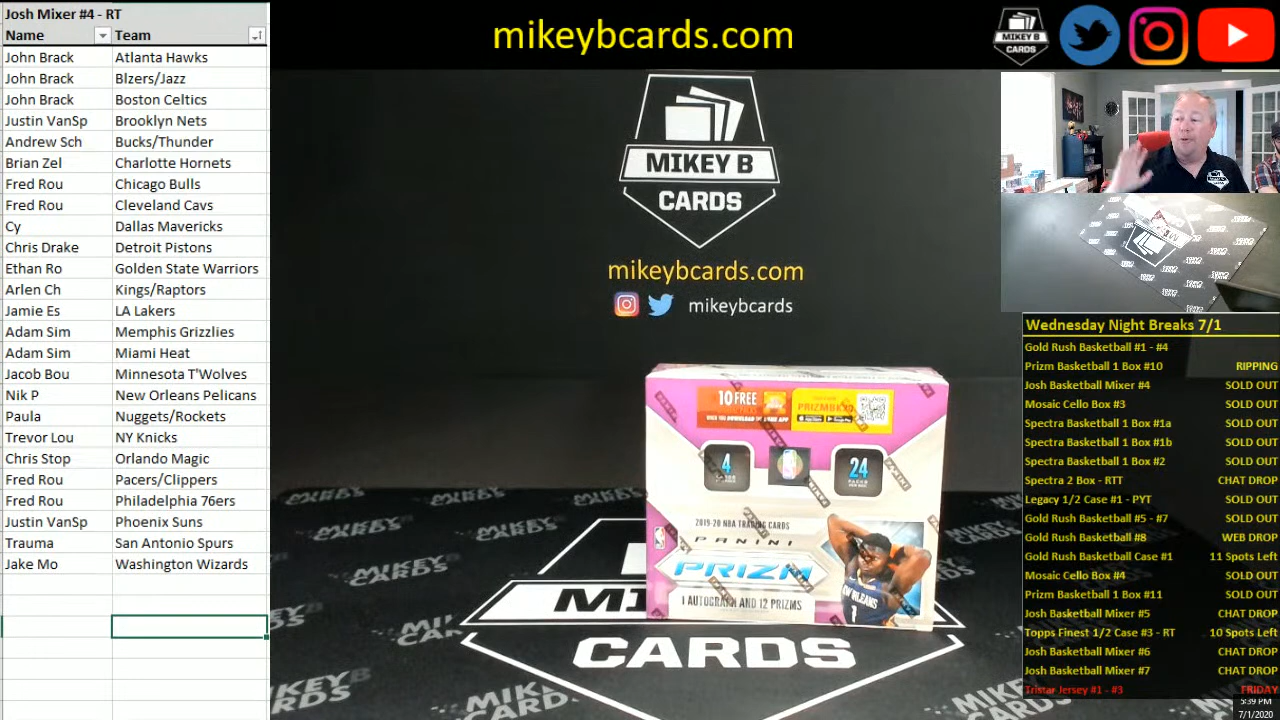 Josh Mixer #4 - RT
Name Team
John Brack Atlanta Hawks
John Brack Blzers/Jazz
John Brack Boston Celtics
Justin VanSp Brooklyn Nets
Andrew Sch Bucks/Thunder
Brian Zel Charlotte Hornets
Fred Rou Chicago Bulls
Fred Rou Cleveland Cavs
Cy Dallas Mavericks
Chris Drake Detroit Pistons
Ethan Ro Golden State Warriors
Arlen Ch Kings/Raptors
Jamie Es LA Lakers
Adam Sim Memphis Grizzlies
Adam Sim Miami Heat
Jacob Bou Minnesota T'Wolves
Nik P New Orleans Pelicans
Paula Nuggets/Rockets
Trevor Lou NY Knicks
Chris Stop Orlando Magic
Fred Rou Pacers/Clippers
Fred Rou Philadelphia 76ers
Justin VanSp Phoenix Suns
Trauma San Antonio Spurs
Jake Mo Washington Wizards
mikeybcards.com
MIKEY B
CARDS
MIKEY B
CARDS
mikeybcards.com
mikeybcards
10 FREE
PRIZMBK20
4
24
2019-20 NBA TRADING CARDS
PANINI
PRIZM
1 AUTOGRAPH AND 12 PRIZMS
CARDS
Wednesday Night Breaks 7/1
Gold Rush Basketball #1 - #4
Prizm Basketball 1 Box #10 RIPPING
Josh Basketball Mixer #4 SOLD OUT
Mosaic Cello Box #3 SOLD OUT
Spectra Basketball 1 Box #1a SOLD OUT
Spectra Basketball 1 Box #1b SOLD OUT
Spectra Basketball 1 Box #2 SOLD OUT
Spectra 2 Box - RTT CHAT DROP
Legacy 1/2 Case #1 - PYT SOLD OUT
Gold Rush Basketball #5 - #7 SOLD OUT
Gold Rush Basketball #8 WEB DROP
Gold Rush Basketball Case #1 11 Spots Left
Mosaic Cello Box #4 SOLD OUT
Prizm Basketball 1 Box #11 SOLD OUT
Josh Basketball Mixer #5 CHAT DROP
Topps Finest 1/2 Case #3 - RT 10 Spots Left
Josh Basketball Mixer #6 CHAT DROP
Josh Basketball Mixer #7 CHAT DROP
Tristar Jersey #1 - #3 FRIDAY
5:39 PM
7/1/2020